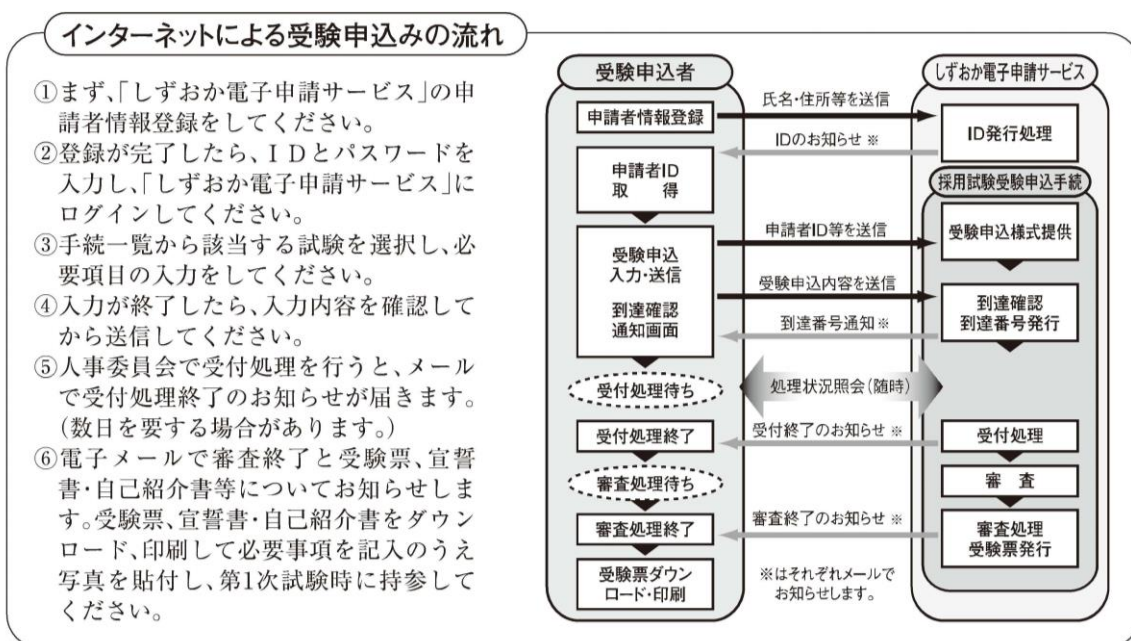 インターネットによる受験申込みの流れ
①まず、「しずおか電子申請サービス」の申
請者情報登録をしてください。
②登録が完了したら、IDとパスワードを
入力し、「しずおか電子申請サービス」に
ログインしてください。
③手続一覧から該当する試験を選択し、必
要項目の入力をしてください。
④入力が終了したら、入力内容を確認して
から送信してください。
⑤人事委員会で受付処理を行うと、メール
で受付処理終了のお知らせが届きます。
(数日を要する場合があります。)
⑥電子メールで審査終了と受験票、宣誓
書・自己紹介書等についてお知らせしま
す。受験票、宣誓書・自己紹介書をダウン
ロード、印刷して必要事項を記入のうえ
写真を貼付し、第1次試験時に持参して
ください。
受験申込者
申請者情報登録
申請者ID
取 得
受験申込
入力・送信
到達確認
通知画面
受付処理待ち
受付処理終了
審査処理待ち
審査処理終了
受験票ダウン
ロード・印刷
氏名・住所等を送信
IDのお知らせ ※
申請者ID等を送信
受験申込内容を送信
到達番号通知 ※
処理状況照会(随時)
受付終了のお知らせ ※
審査終了のお知らせ ※
※はそれぞれメールで
お知らせします。
しずおか電子申請サービス
ID発行処理
採用試験受験申込手続
受験申込様式提供
到達確認
到達番号発行
受付処理
審 査
審査処理
受験票発行